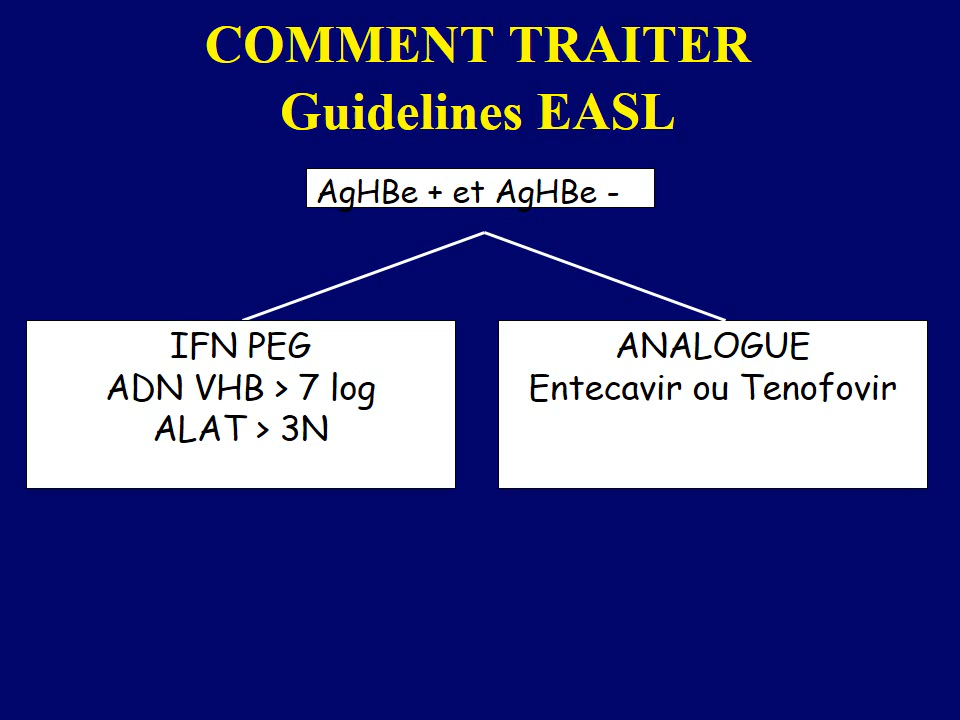 COMMENT TRAITER
Guidelines EASL
AgHBe + et AgHBe -
IFN PEG
ADN VHB > 7 log
ALAT > 3N
ANALOGUE
Entecavir ou Tenofovir